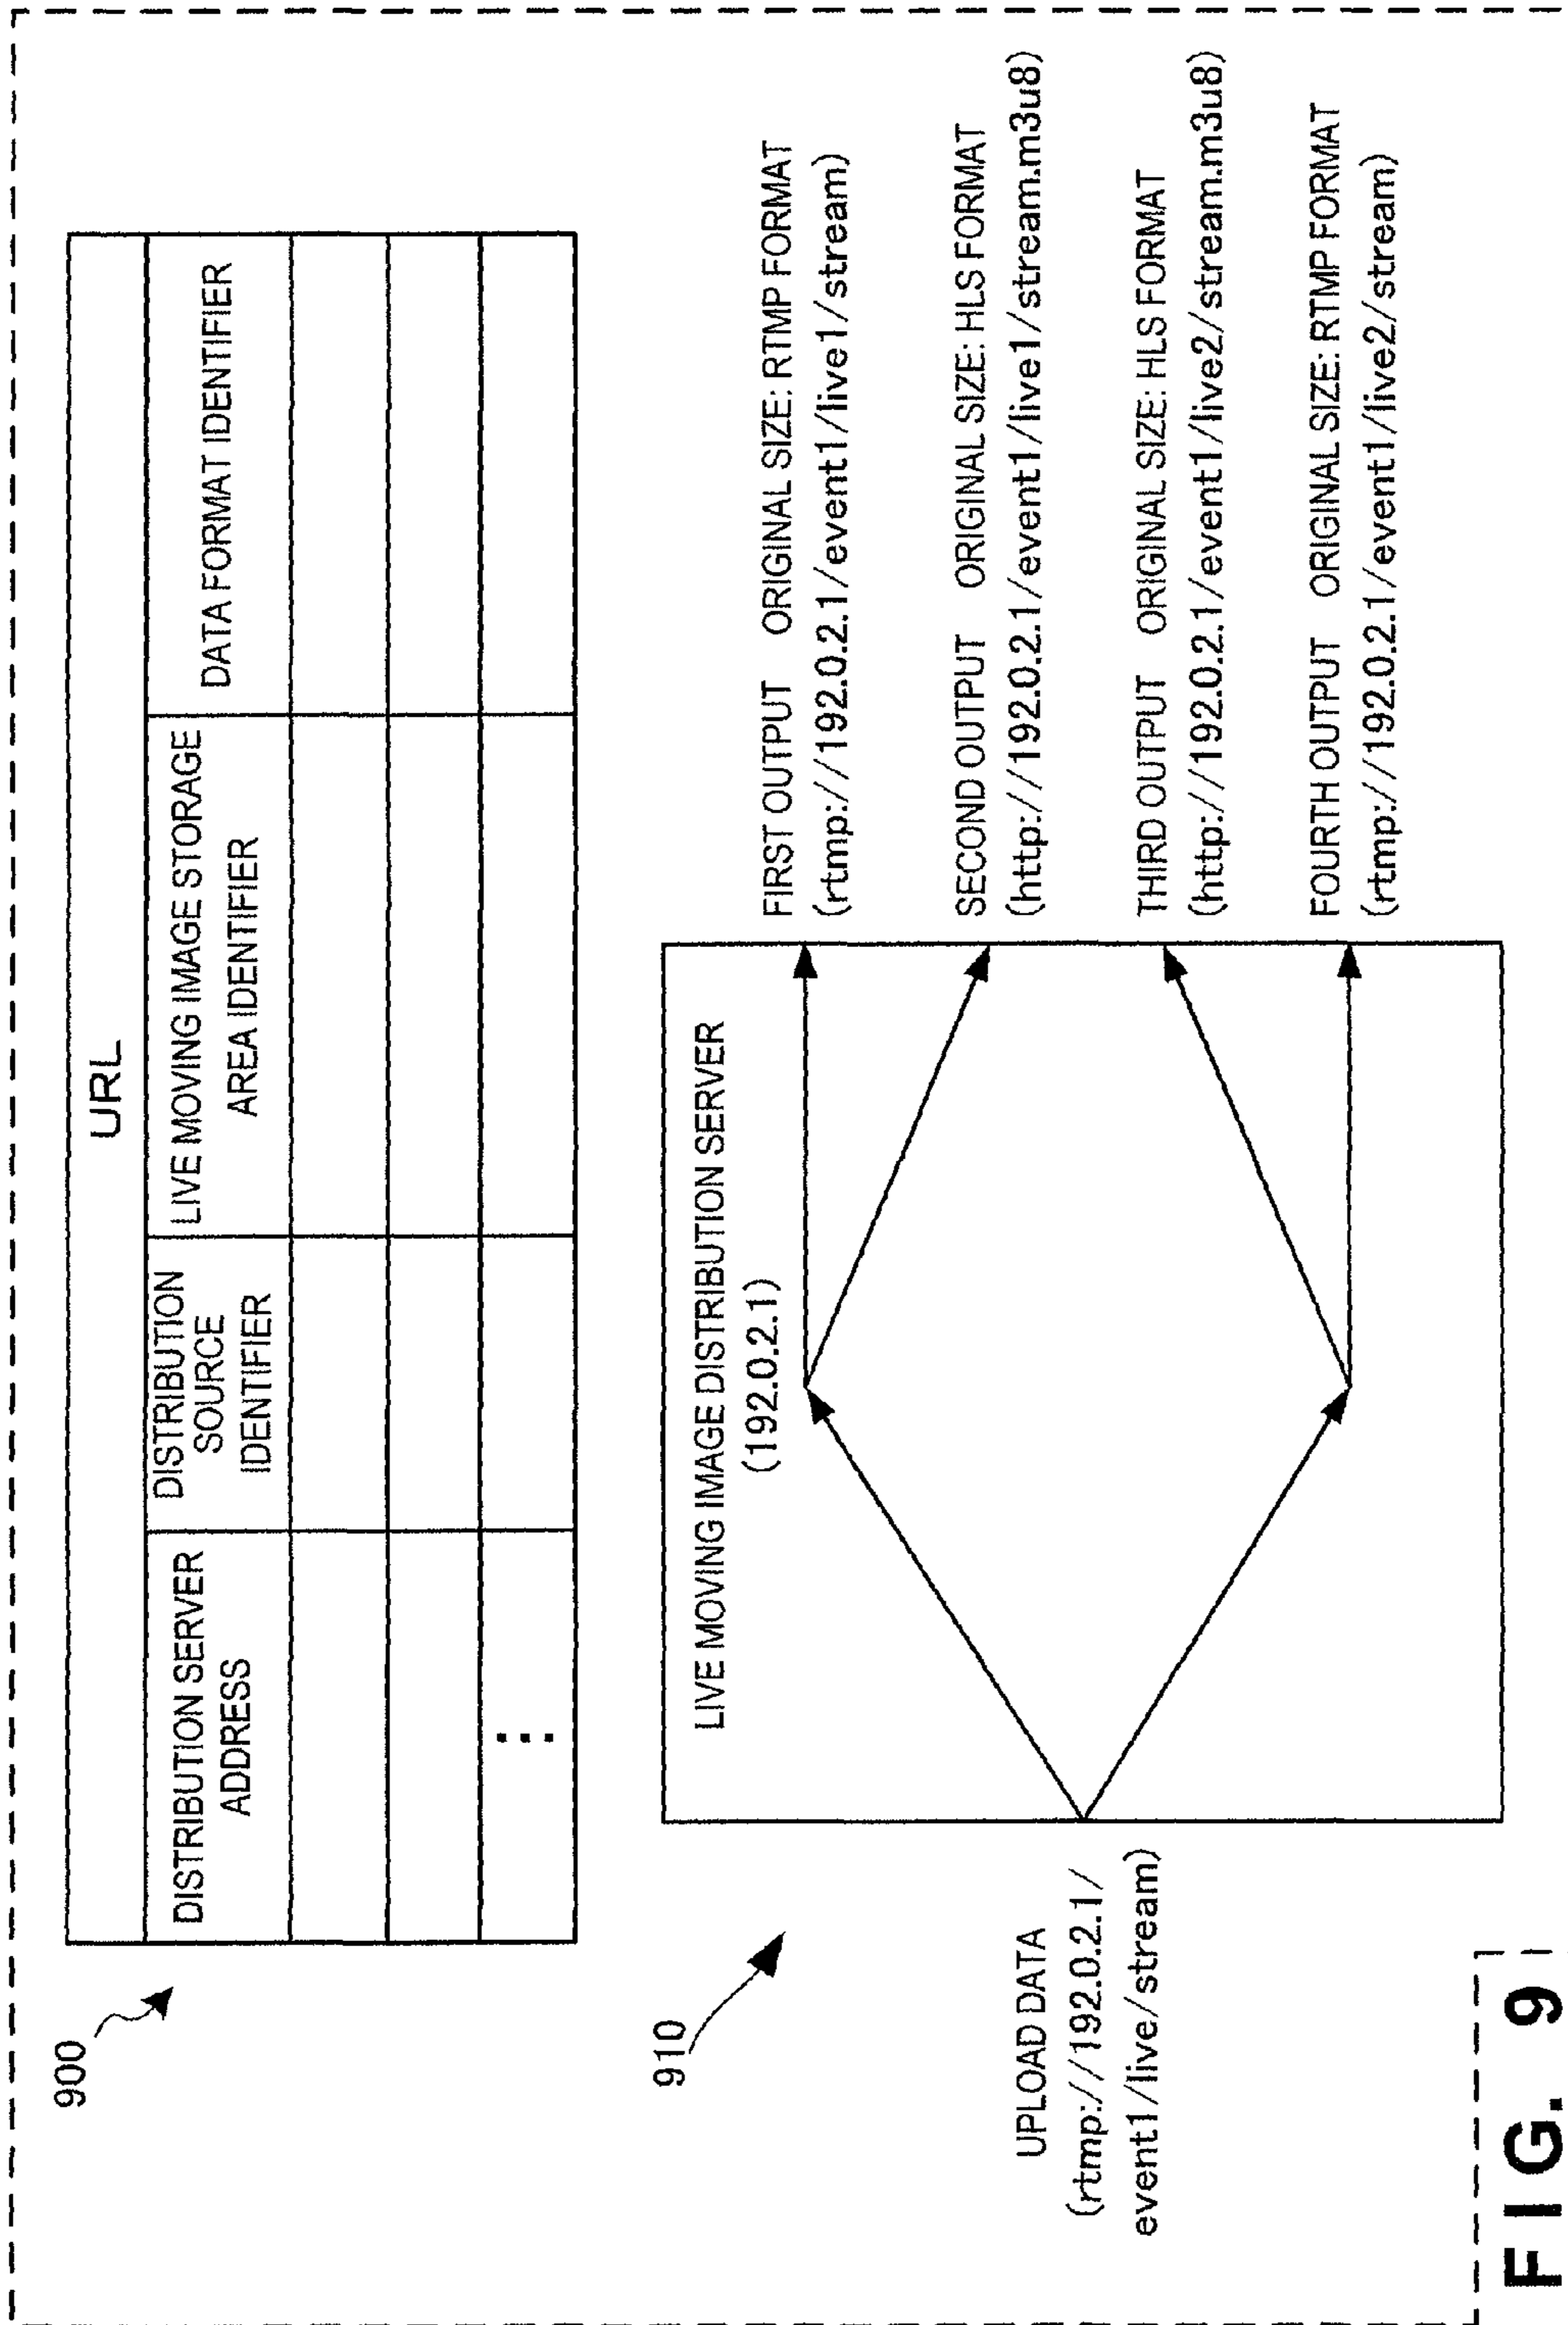 900
URL
DISTRIBUTION SERVER
ADDRESS
DISTRIBUTION
SOURCE
IDENTIFIER
LIVE MOVING IMAGE STORAGE
AREA IDENTIFIER
DATA FORMAT IDENTIFIER
⋮
910
UPLOAD DATA
(rtmp://192.0.2.1/
event1/live/stream)
LIVE MOVING IMAGE DISTRIBUTION SERVER
(192.0.2.1)
FIRST OUTPUT ORIGINAL SIZE: RTMP FORMAT
(rtmp://192.0.2.1/event1/live1/stream)
SECOND OUTPUT ORIGINAL SIZE: HLS FORMAT
(http://192.0.2.1/event1/live1/stream.m3u8)
THIRD OUTPUT ORIGINAL SIZE: HLS FORMAT
(http://192.0.2.1/event1/live2/stream.m3u8)
FOURTH OUTPUT ORIGINAL SIZE: RTMP FORMAT
(rtmp://192.0.2.1/event1/live2/stream)
FIG. 9